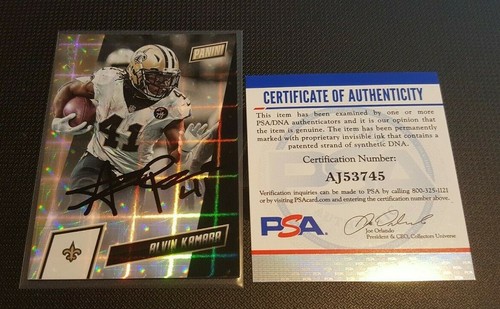 PANINI
41
ALVIN KAMARA
CERTIFICATE OF AUTHENTICITY
This item has been examined by one or more
PSA/DNA authenticators and it is our opinion that
the item is genuine. The item has been permanently
marked with proprietary invisible ink that contains a
patented strand of synthetic DNA.
Certification Number:
AJ53745
Verification inquiries can be made to PSA by calling 800-325-1121
or by visiting PSAcard.com and entering the certification number above.
PSA.
Joe Orlando
President & CEO, Collectors Universe